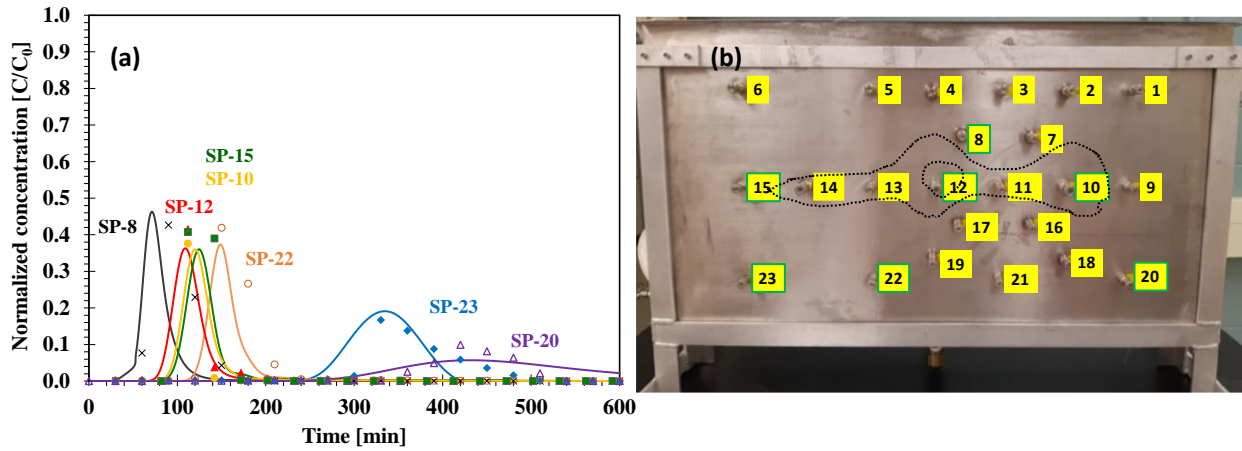 (a)
Normalized concentration [C/C₀]
1.0
0.9
0.8
0.7
0.6
0.5
0.4
0.3
0.2
0.1
0.0
SP-8
SP-12
SP-15
SP-10
SP-22
SP-23
SP-20
0 100 200 300 400 500 600
Time [min]
(b)
6 5 4 3 2 1
8 7
15 14 13 12 11 10 9
17 16
19 18
23 22 21 20